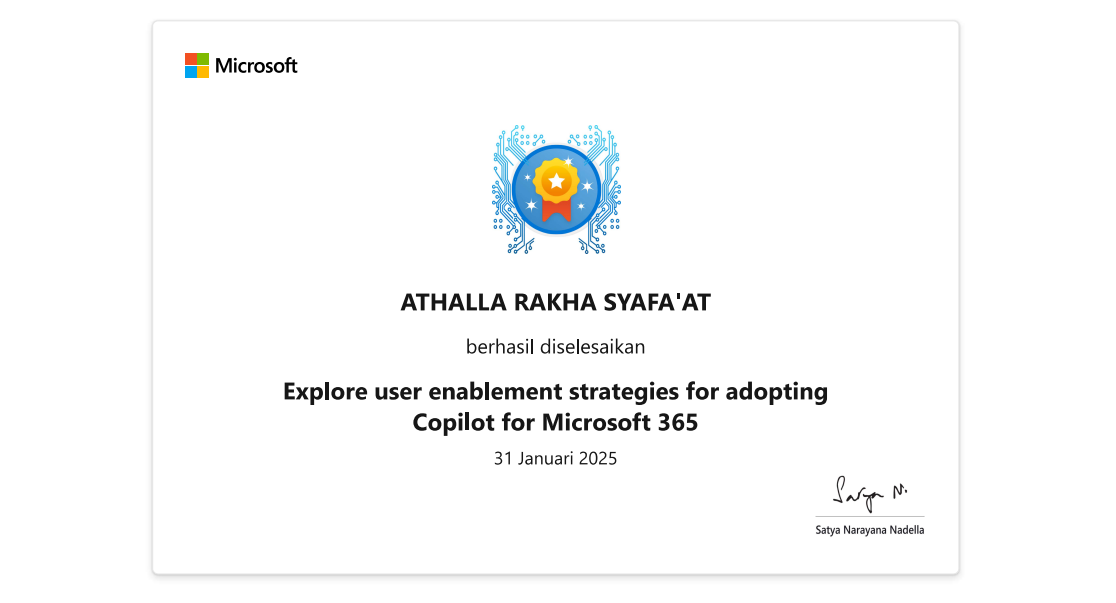 Microsoft
ATHALLA RAKHA SYAFA'AT
berhasil diselesaikan
Explore user enablement strategies for adopting
Copilot for Microsoft 365
31 Januari 2025
Satya N.
Satya Narayana Nadella